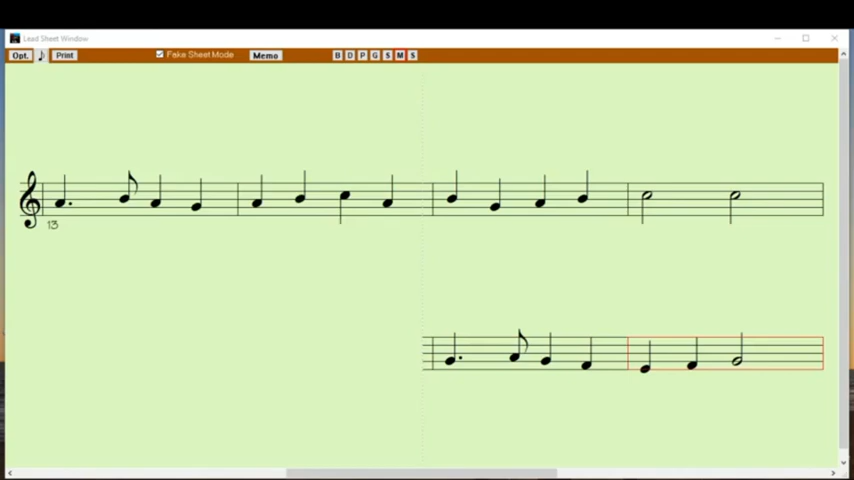 Lead Sheet Window
Opt. Print Fake Sheet Mode Memo B D P G S M S
13